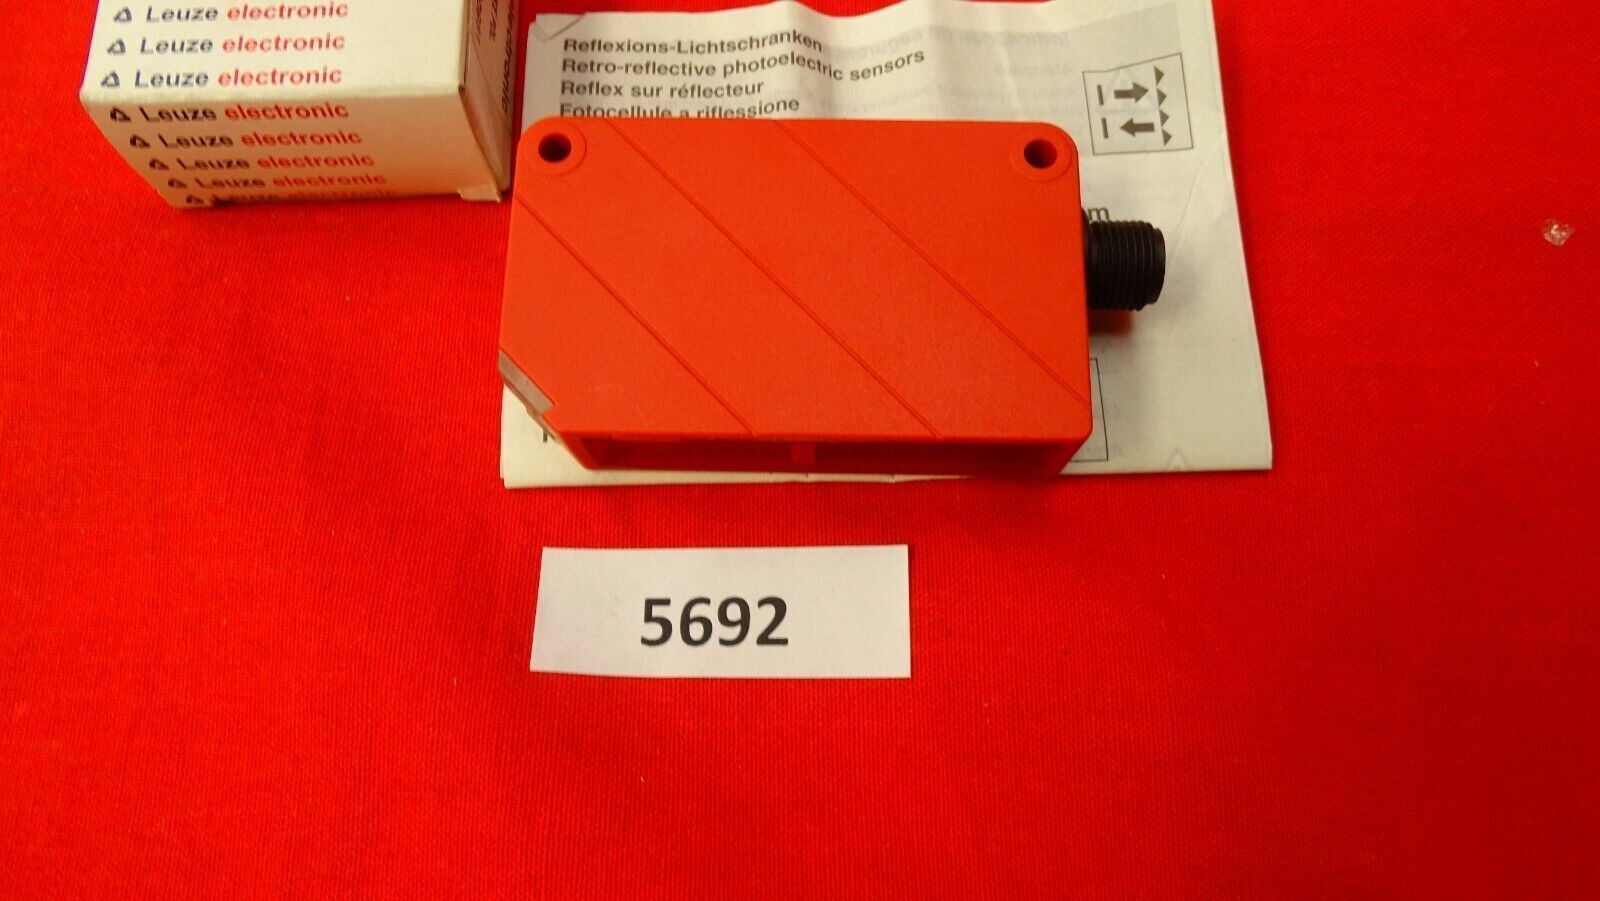 Leuze electronic
Leuze electronic
Leuze electronic
Leuze electronic
Leuze electronic
Leuze electronic
Leuze electronic
Reflexions-Lichtschranken
Retro-reflective photoelectric sensors
Reflex sur réflecteur
Fotocellule a riflessione
m
5692